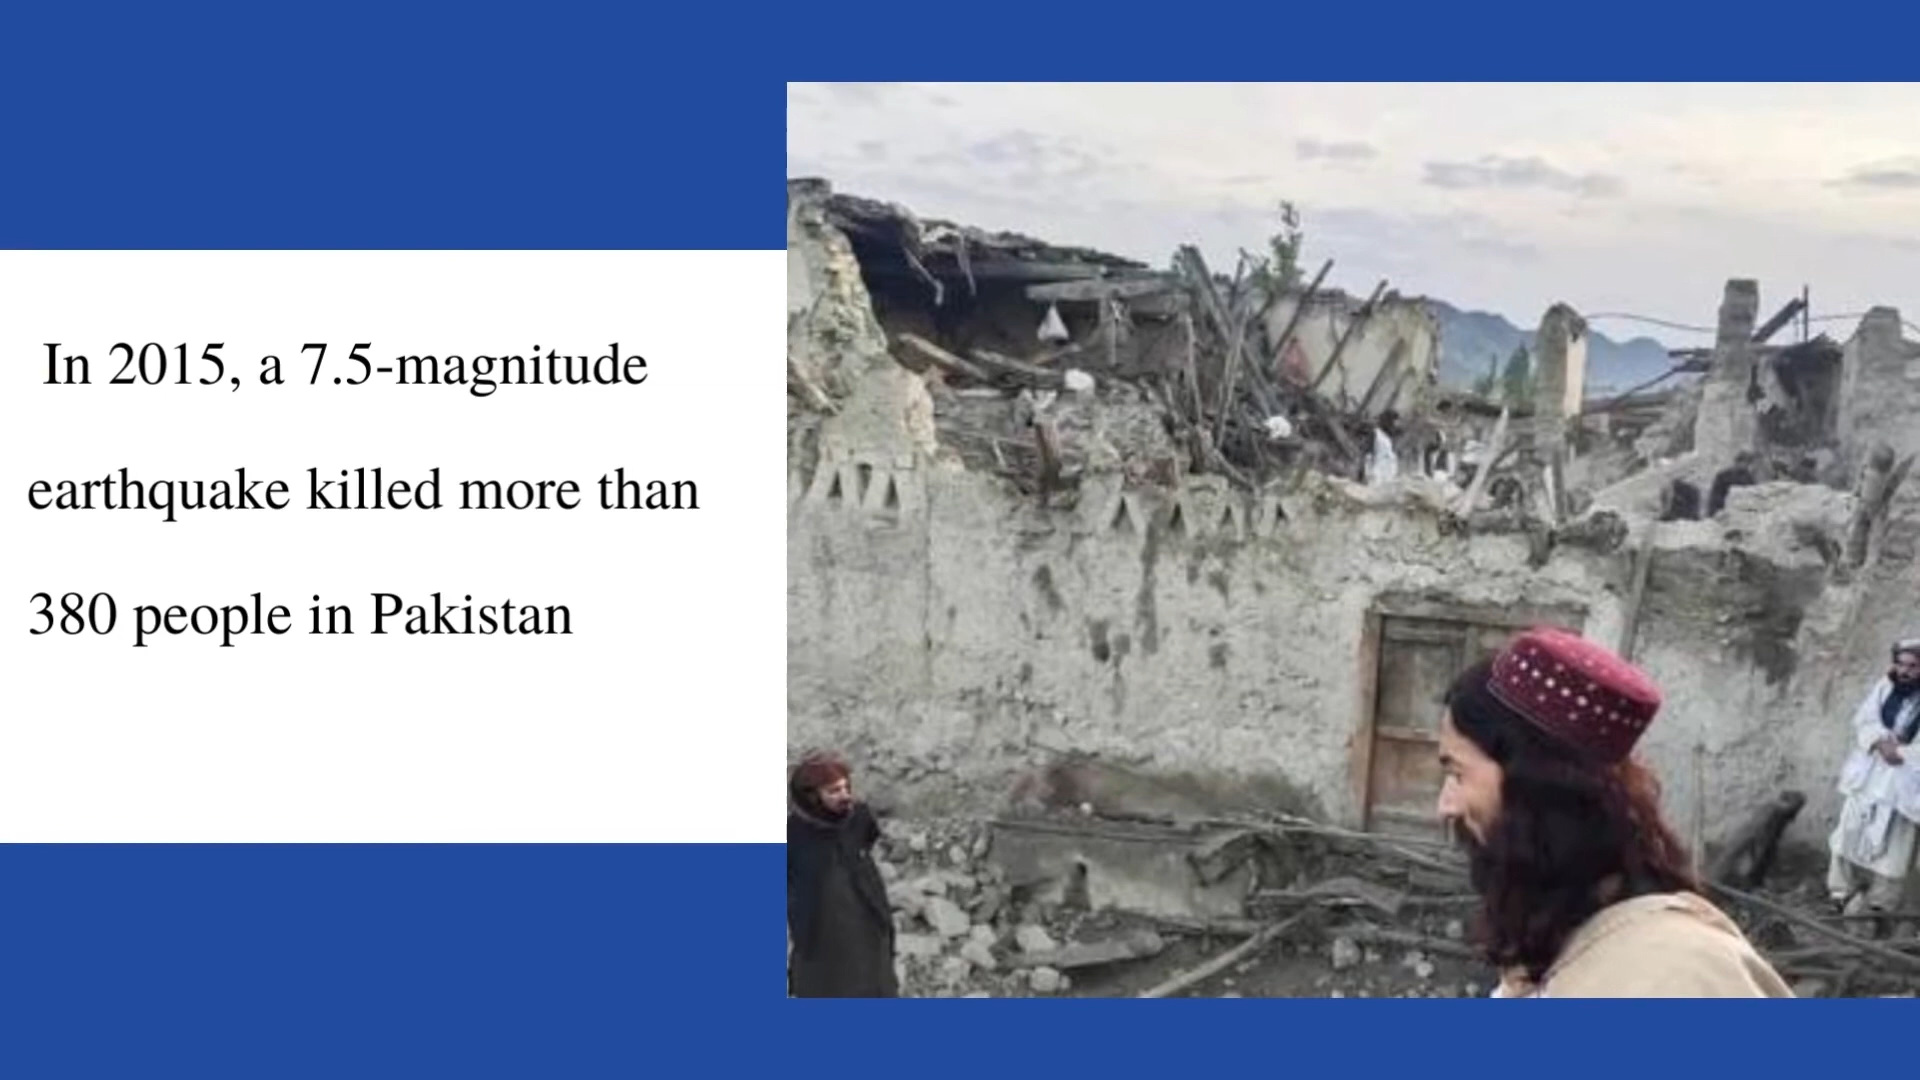 In 2015, a 7.5-magnitude
earthquake killed more than
380 people in Pakistan